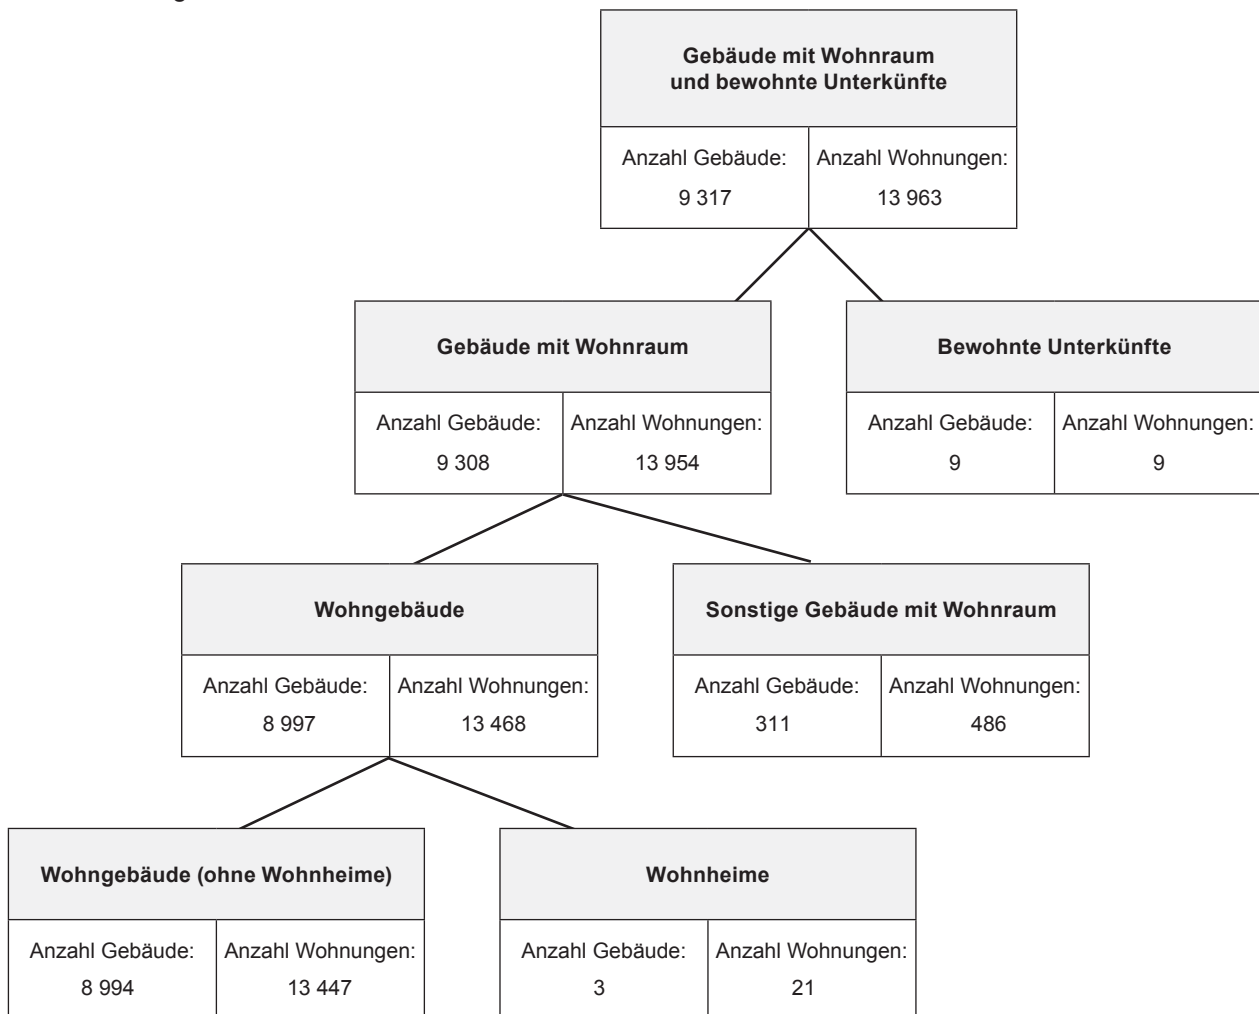 Gebäude mit Wohnraum
und bewohnte Unterkünfte
Anzahl Gebäude:
Anzahl Wohnungen:
9 317
13 963
Gebäude mit Wohnraum
Bewohnte Unterkünfte
Anzahl Gebäude:
Anzahl Wohnungen:
Anzahl Gebäude:
Anzahl Wohnungen:
9 308
13 954
9
9
Wohngebäude
Sonstige Gebäude mit Wohnraum
Anzahl Gebäude:
Anzahl Wohnungen:
Anzahl Gebäude:
Anzahl Wohnungen:
8 997
13 468
311
486
Wohngebäude (ohne Wohnheime)
Wohnheime
Anzahl Gebäude:
Anzahl Wohnungen:
Anzahl Gebäude:
Anzahl Wohnungen:
8 994
13 447
3
21